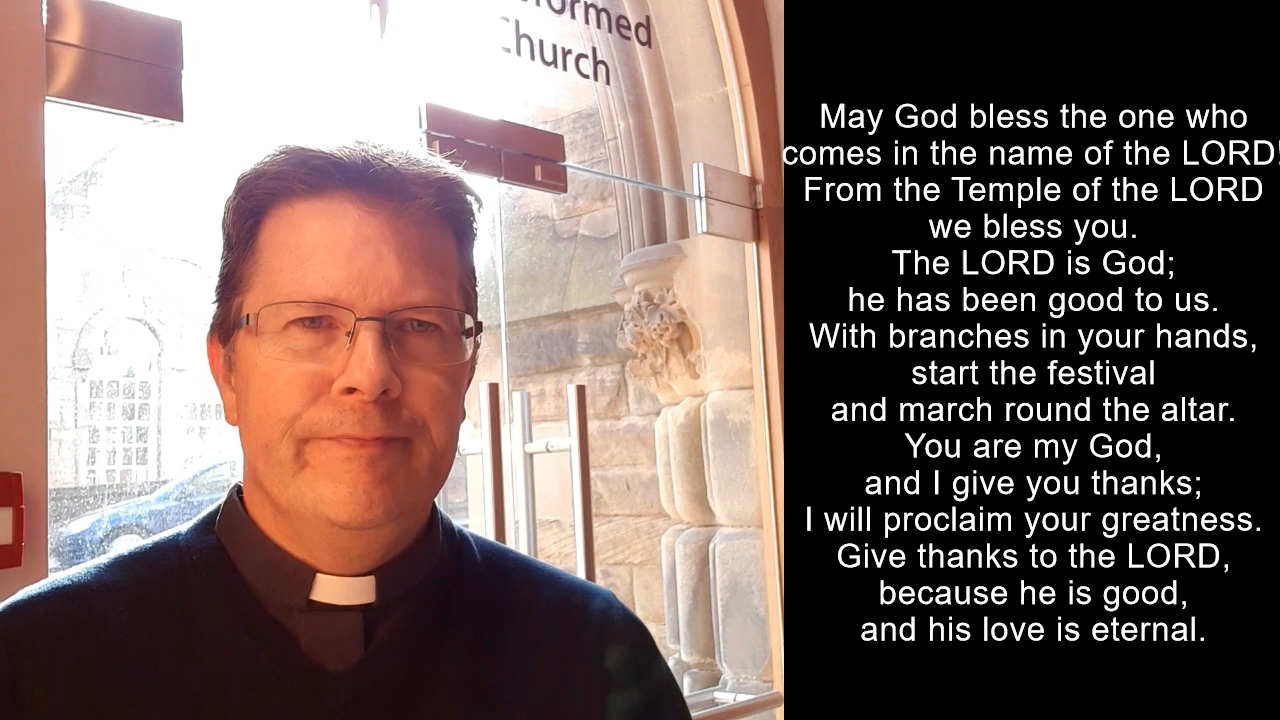 formed
Church
May God bless the one who
comes in the name of the LORD!
From the Temple of the LORD
we bless you.
The LORD is God;
he has been good to us.
With branches in your hands,
start the festival
and march round the altar.
You are my God,
and I give you thanks;
I will proclaim your greatness.
Give thanks to the LORD,
because he is good,
and his love is eternal.